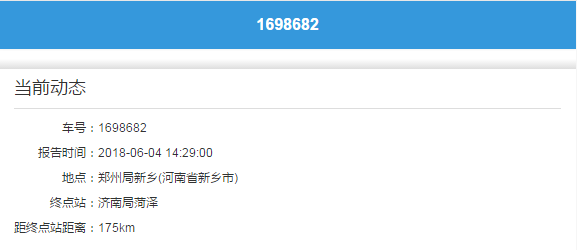 1698682
当前动态
车号：1698682
报告时间：2018-06-04 14:29:00
地点：郑州局新乡(河南省新乡市)
终点站：济南局菏泽
距终点站距离：175km